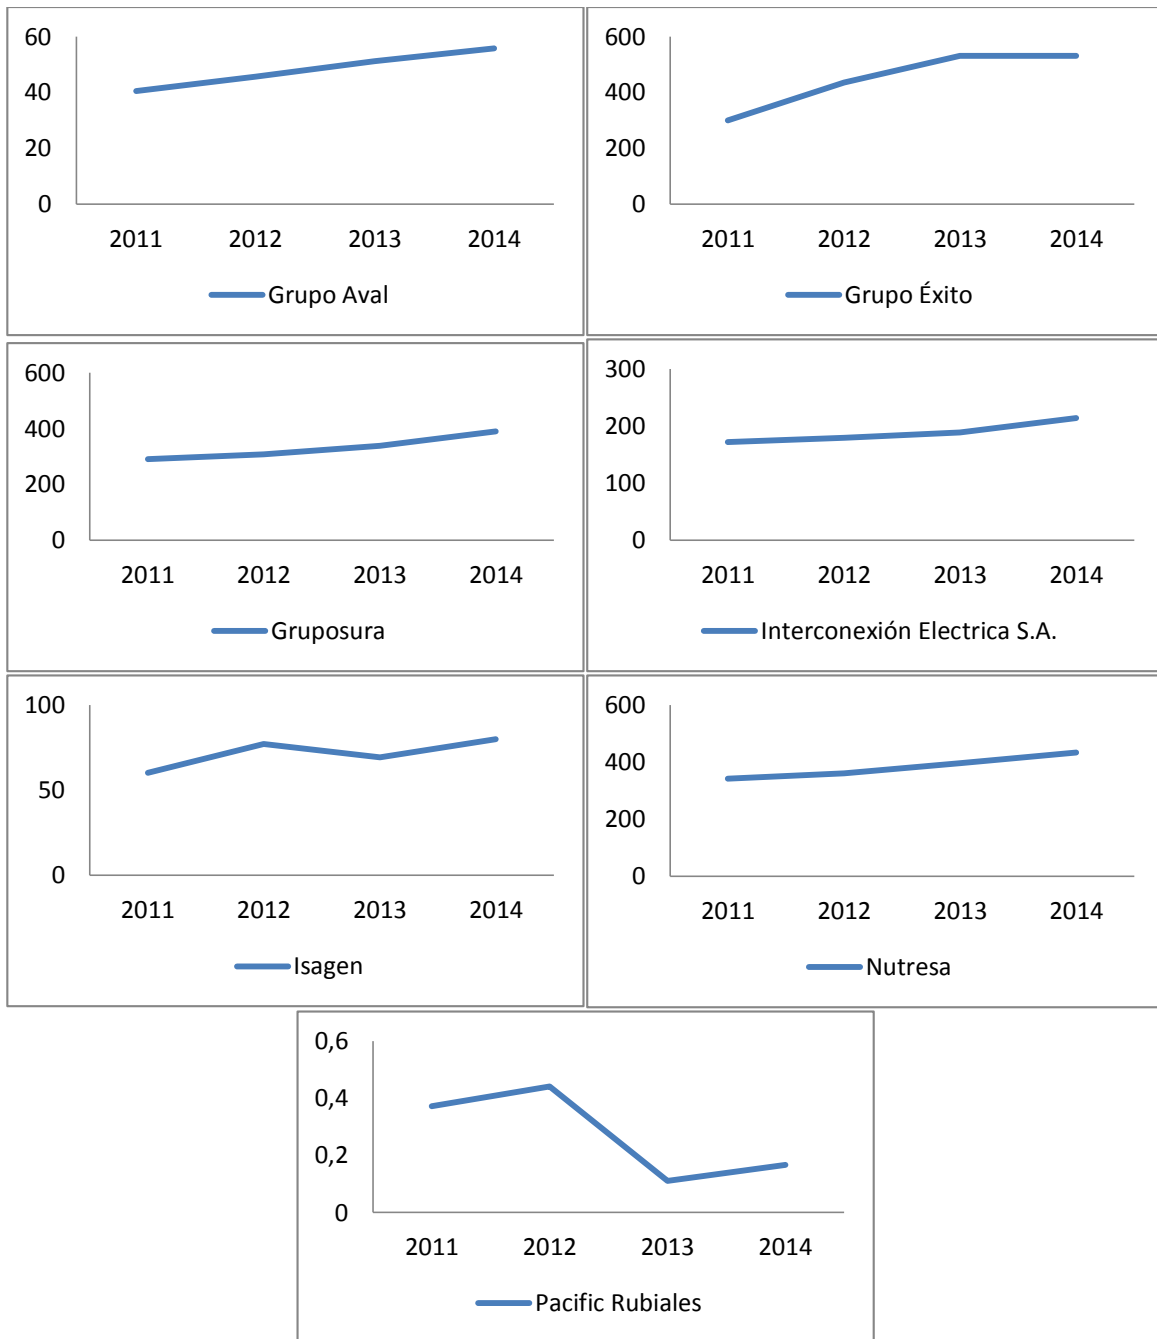 60
40
20
0
2011 2012 2013 2014
Grupo Aval
600
400
200
0
2011 2012 2013 2014
Grupo Éxito
600
400
200
0
2011 2012 2013 2014
Gruposura
300
200
100
0
2011 2012 2013 2014
Interconexión Electrica S.A.
100
50
0
2011 2012 2013 2014
Isagen
600
400
200
0
2011 2012 2013 2014
Nutresa
0,6
0,4
0,2
0
2011 2012 2013 2014
Pacific Rubiales